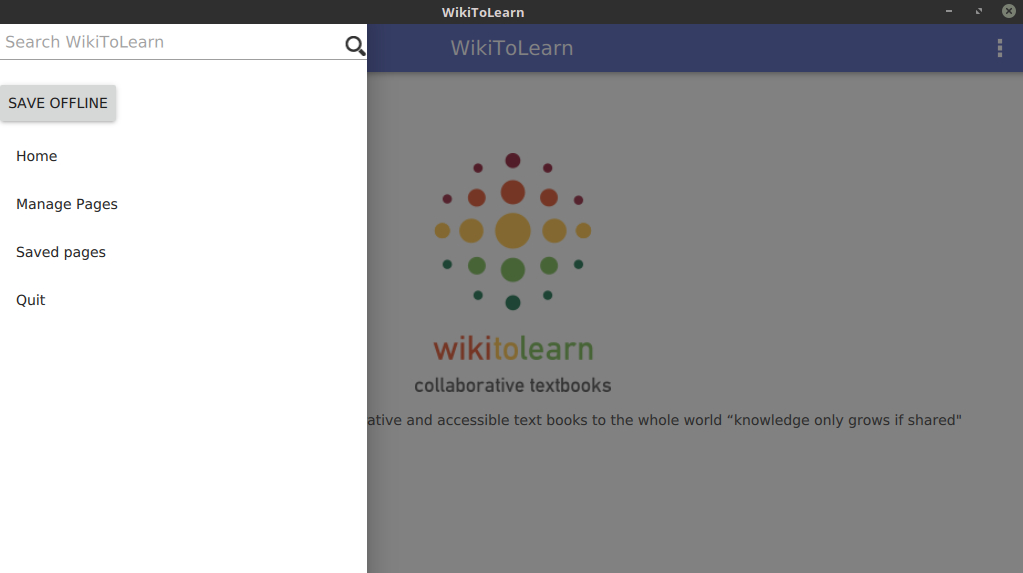 WikiToLearn
Search WikiToLearn
WikiToLearn
SAVE OFFLINE
Home
Manage Pages
Saved pages
Quit
wikitolearn
collaborative textbooks
ative and accessible text books to the whole world “knowledge only grows if shared"